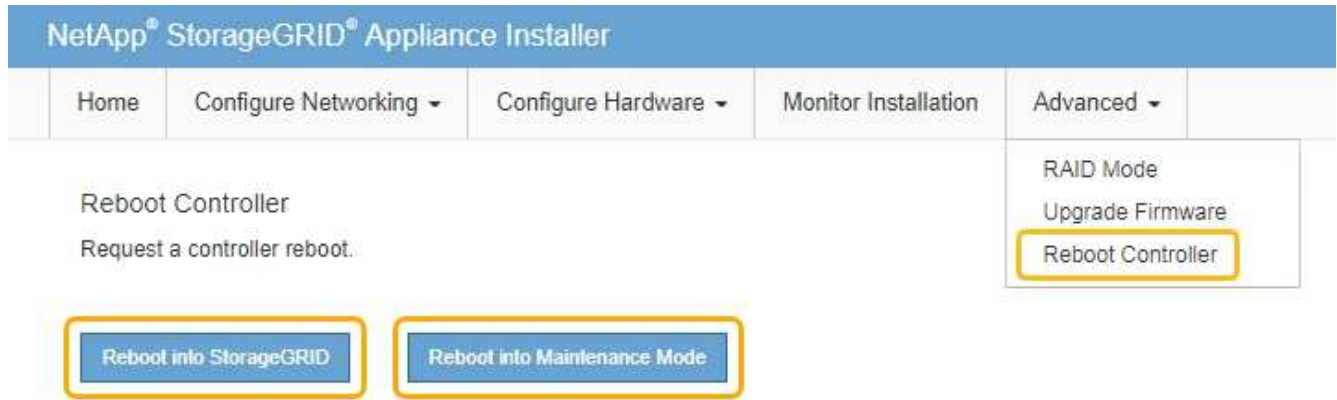 NetApp® StorageGRID® Appliance Installer
Home Configure Networking Configure Hardware Monitor Installation Advanced
RAID Mode
Upgrade Firmware
Reboot Controller
Reboot Controller
Request a controller reboot.
Reboot into StorageGRID Reboot into Maintenance Mode